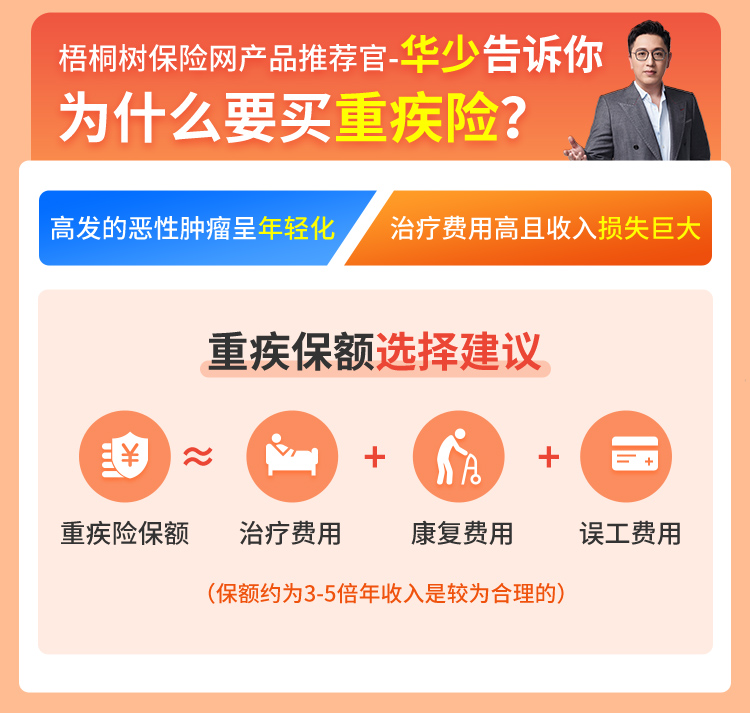 梧桐树保险网产品推荐官-华少告诉你
为什么要买重疾险？
高发的恶性肿瘤呈年轻化
治疗费用高且收入损失巨大
重疾保额选择建议
¥ ≈ + +
重疾险保额 治疗费用 康复费用 误工费用
（保额约为3-5倍年收入是较为合理的）